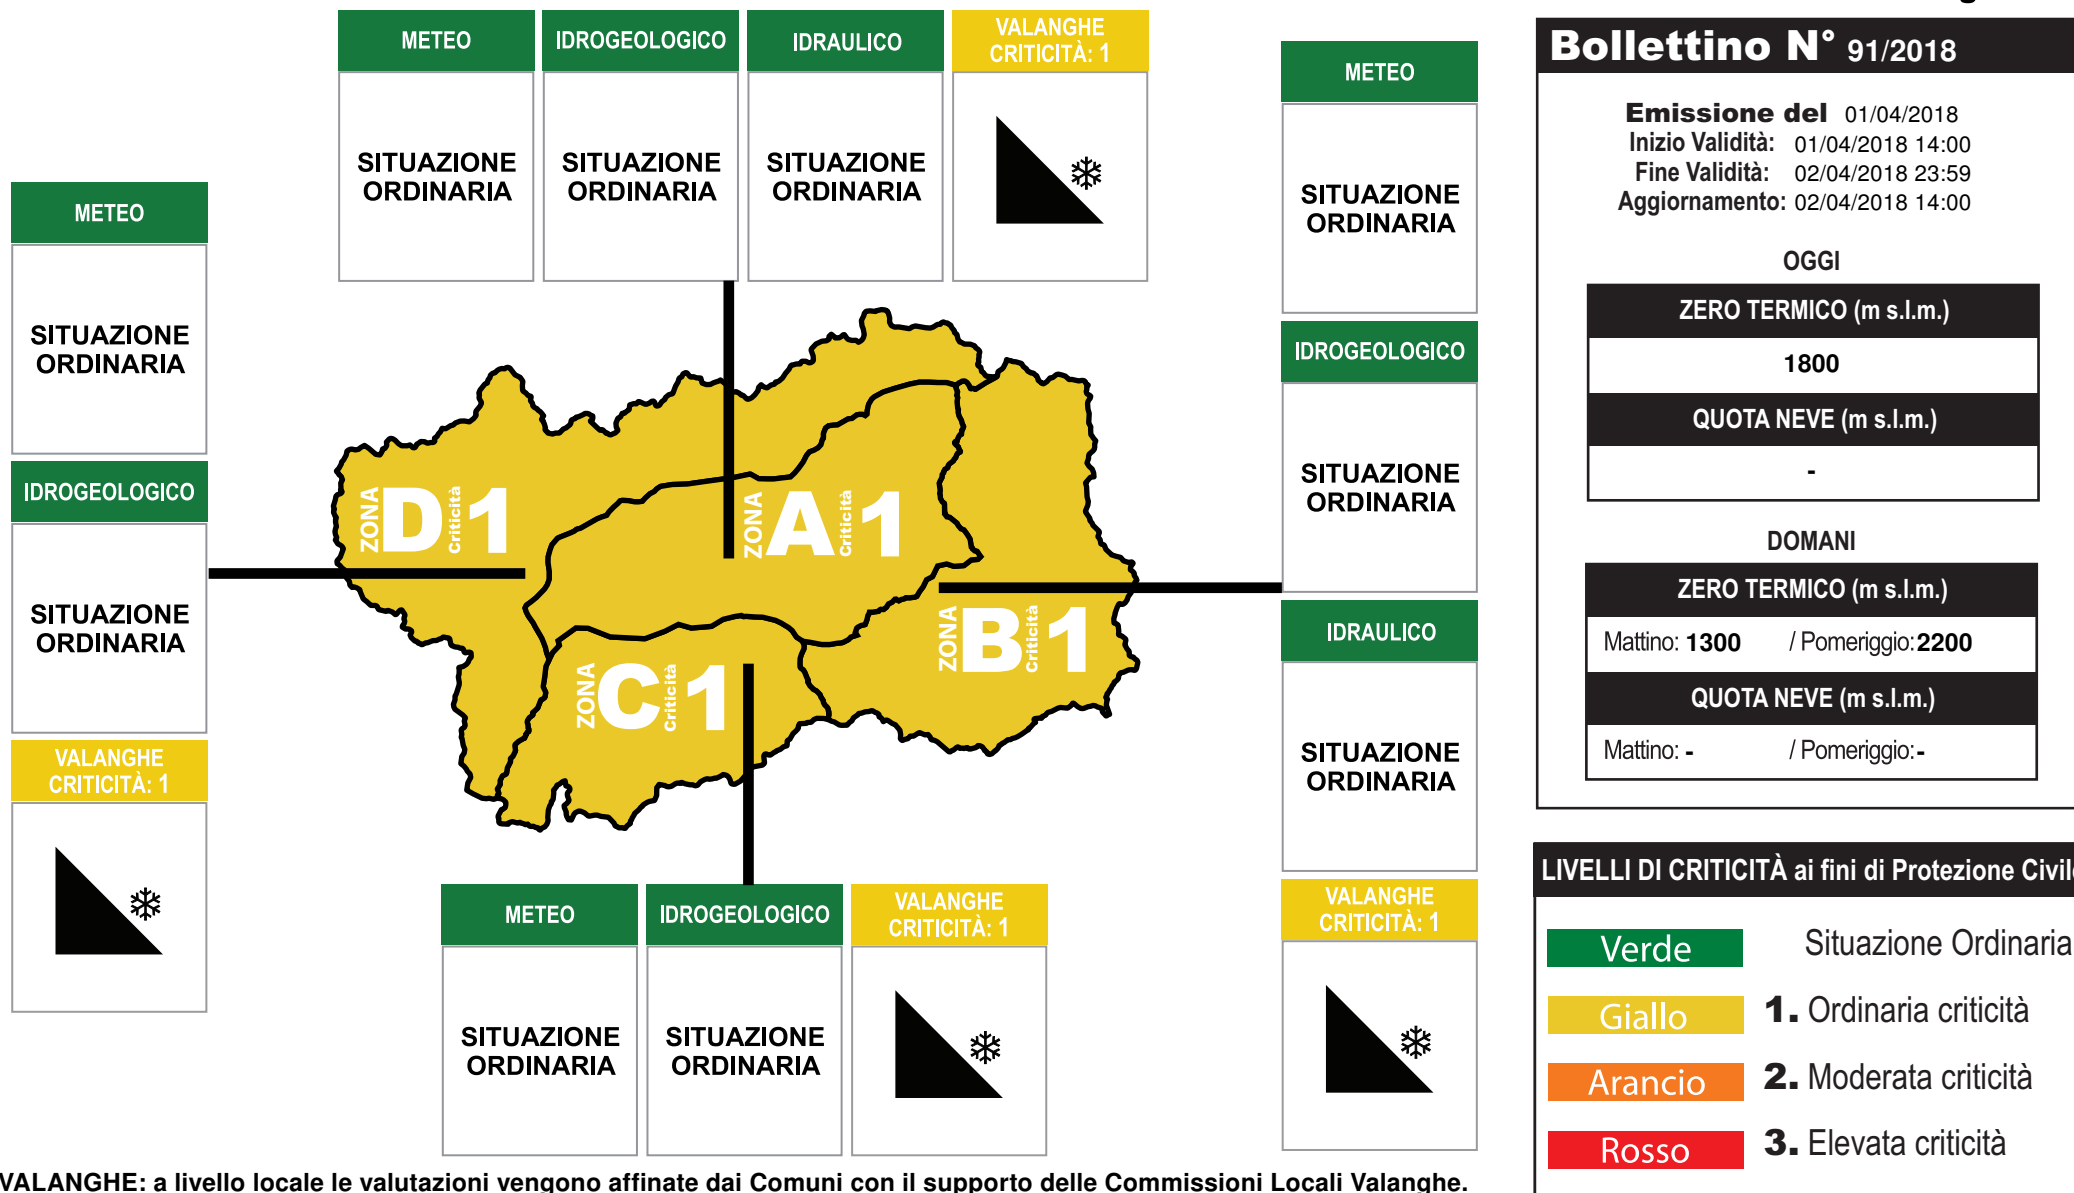 METEO
SITUAZIONE
ORDINARIA
IDROGEOLOGICO
SITUAZIONE
ORDINARIA
IDRAULICO
SITUAZIONE
ORDINARIA
VALANGHE
CRITICITÀ: 1
METEO
SITUAZIONE
ORDINARIA
IDROGEOLOGICO
SITUAZIONE
ORDINARIA
VALANGHE
CRITICITÀ: 1
ZONA D Criticità 1
ZONA A Criticità 1
ZONA B Criticità 1
ZONA C Criticità 1
METEO
SITUAZIONE
ORDINARIA
IDROGEOLOGICO
SITUAZIONE
ORDINARIA
IDRAULICO
SITUAZIONE
ORDINARIA
VALANGHE
CRITICITÀ: 1
METEO
SITUAZIONE
ORDINARIA
IDROGEOLOGICO
SITUAZIONE
ORDINARIA
VALANGHE
CRITICITÀ: 1
Bollettino N° 91/2018
Emissione del 01/04/2018
Inizio Validità: 01/04/2018 14:00
Fine Validità: 02/04/2018 23:59
Aggiornamento: 02/04/2018 14:00
OGGI
ZERO TERMICO (m s.l.m.)
1800
QUOTA NEVE (m s.l.m.)
-
DOMANI
ZERO TERMICO (m s.l.m.)
Mattino: 1300 / Pomeriggio: 2200
QUOTA NEVE (m s.l.m.)
Mattino: - / Pomeriggio: -
LIVELLI DI CRITICITÀ ai fini di Protezione Civile
Verde Situazione Ordinaria
Giallo 1. Ordinaria criticità
Arancio 2. Moderata criticità
Rosso 3. Elevata criticità
VALANGHE: a livello locale le valutazioni vengono affinate dai Comuni con il supporto delle Commissioni Locali Valanghe.